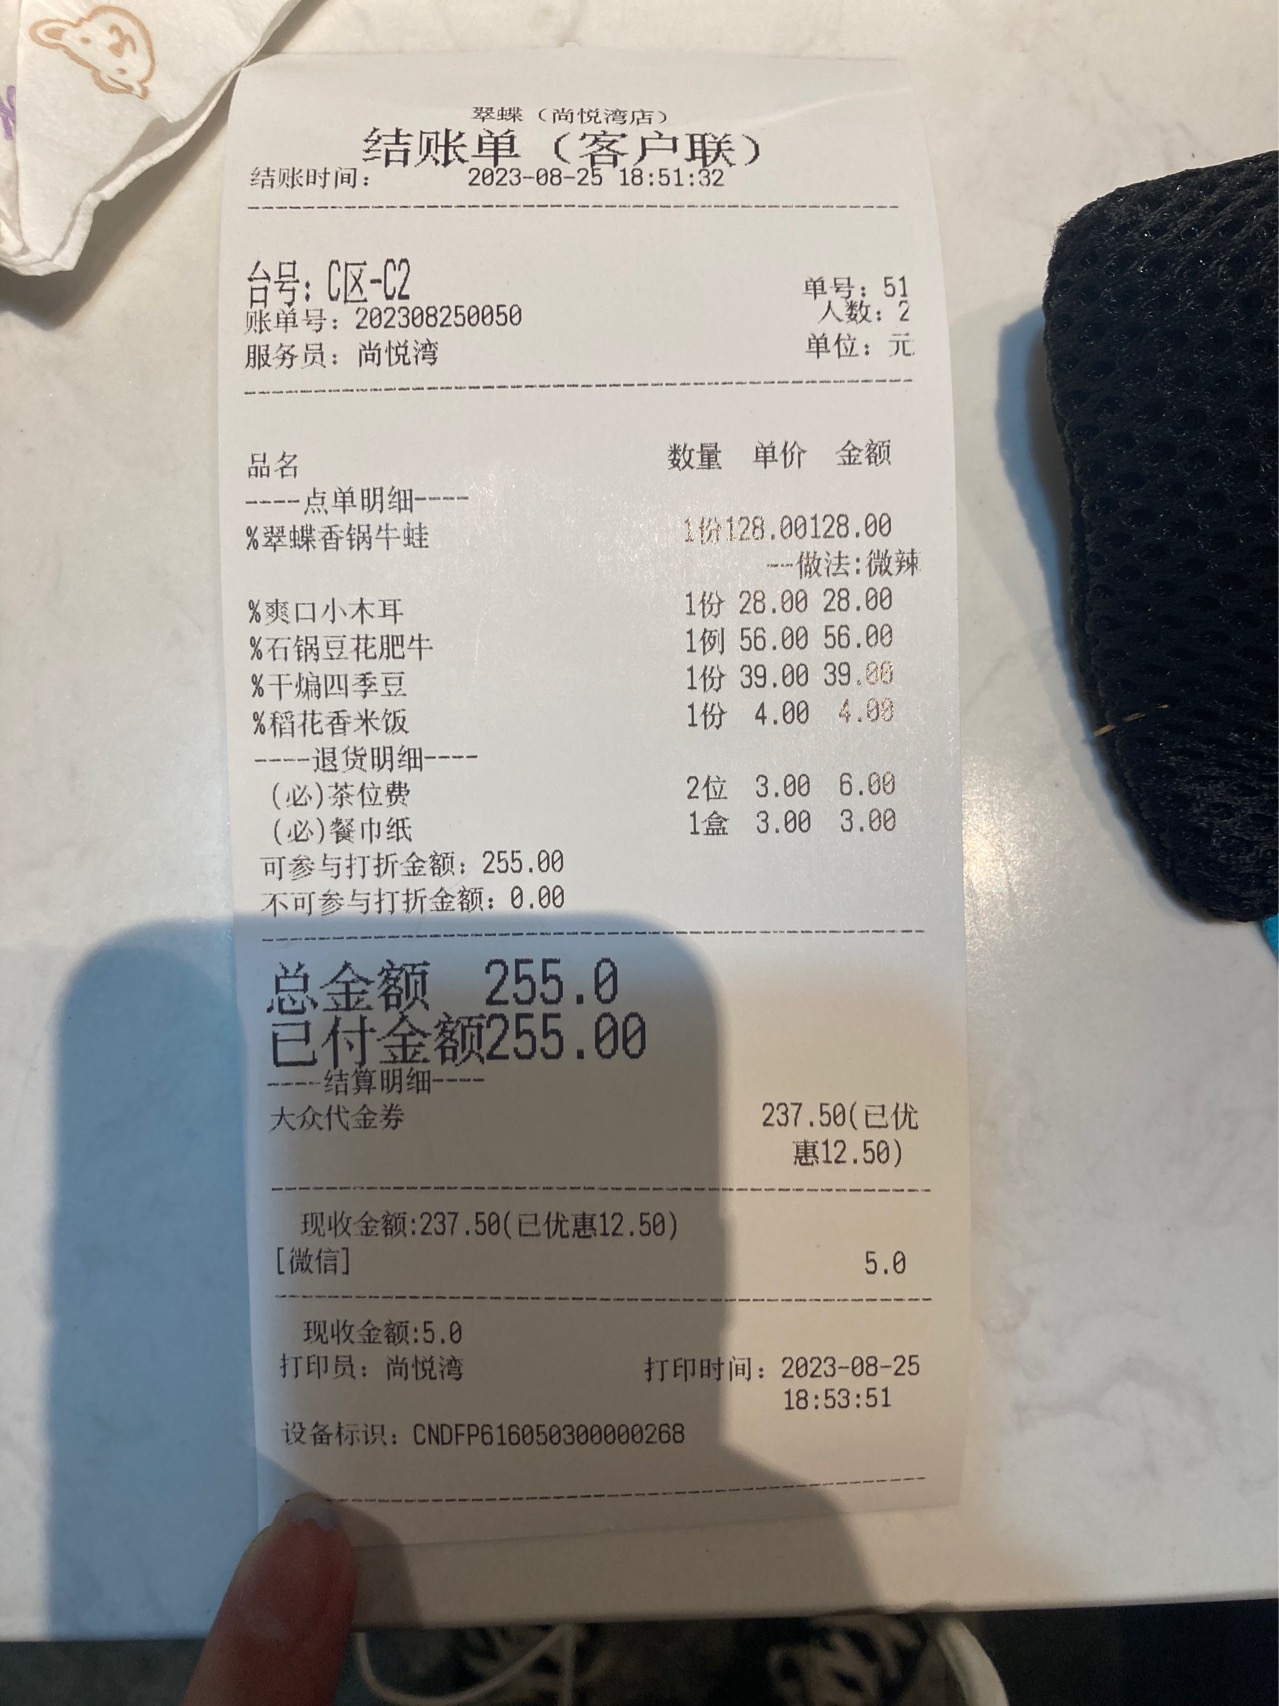 翠蝶（尚悦湾店）
结账单（客户联）
结账时间： 2023-08-25 18:51:32
台号：C区-C2
单号：51
账单号：202308250050
人数：2
服务员：尚悦湾
单位：元
品名 数量 单价 金额
----点单明细----
%翠蝶香锅牛蛙 1份128.00128.00
--做法:微辣
%爽口小木耳 1份 28.00 28.00
%石锅豆花肥牛 1例 56.00 56.00
%干煸四季豆 1份 39.00 39.00
%稻花香米饭 1份 4.00 4.00
----退货明细----
(必)茶位费 2位 3.00 6.00
(必)餐巾纸 1盒 3.00 3.00
可参与打折金额：255.00
不可参与打折金额：0.00
总金额 255.0
已付金额255.00
----结算明细----
大众代金券 237.50(已优
惠12.50)
现收金额:237.50(已优惠12.50)
[微信] 5.0
现收金额:5.0
打印员：尚悦湾 打印时间：2023-08-25
18:53:51
设备标识：CNDFP616050300000268